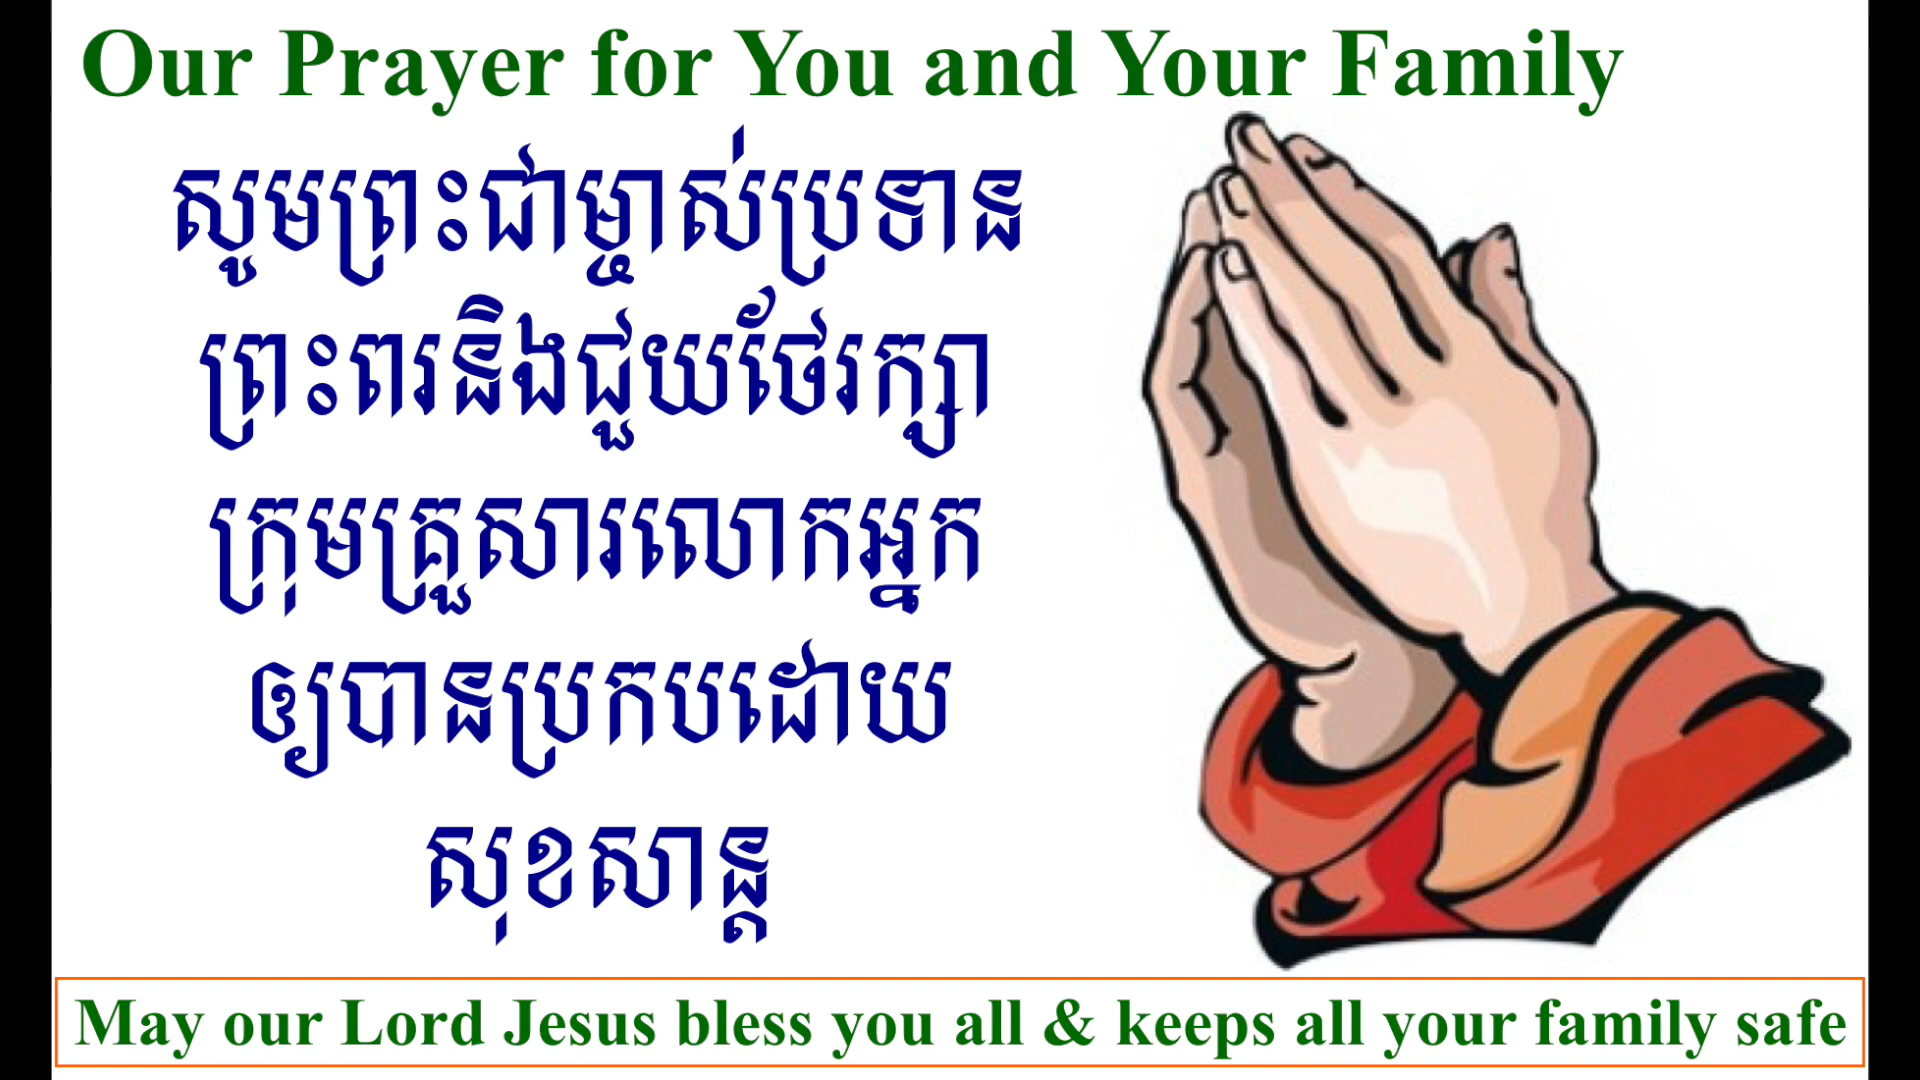 Our Prayer for You and Your Family
សូមព្រះជាម្ចាស់ប្រទាន
ព្រះពរនិងជួយថែរក្សា
ក្រុមគ្រួសារលោកអ្នក
ឲ្យបានប្រកបដោយ
សុខសាន្ត
May our Lord Jesus bless you all & keeps all your family safe